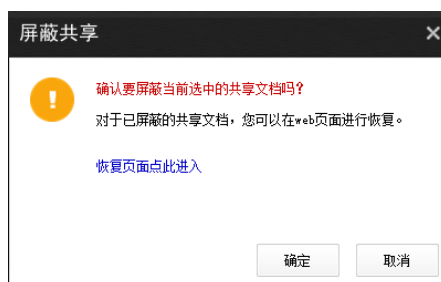 屏蔽共享
确认要屏蔽当前选中的共享文档吗?
对于已屏蔽的共享文档，您可以在web页面进行恢复。
恢复页面点此进入
确定 取消